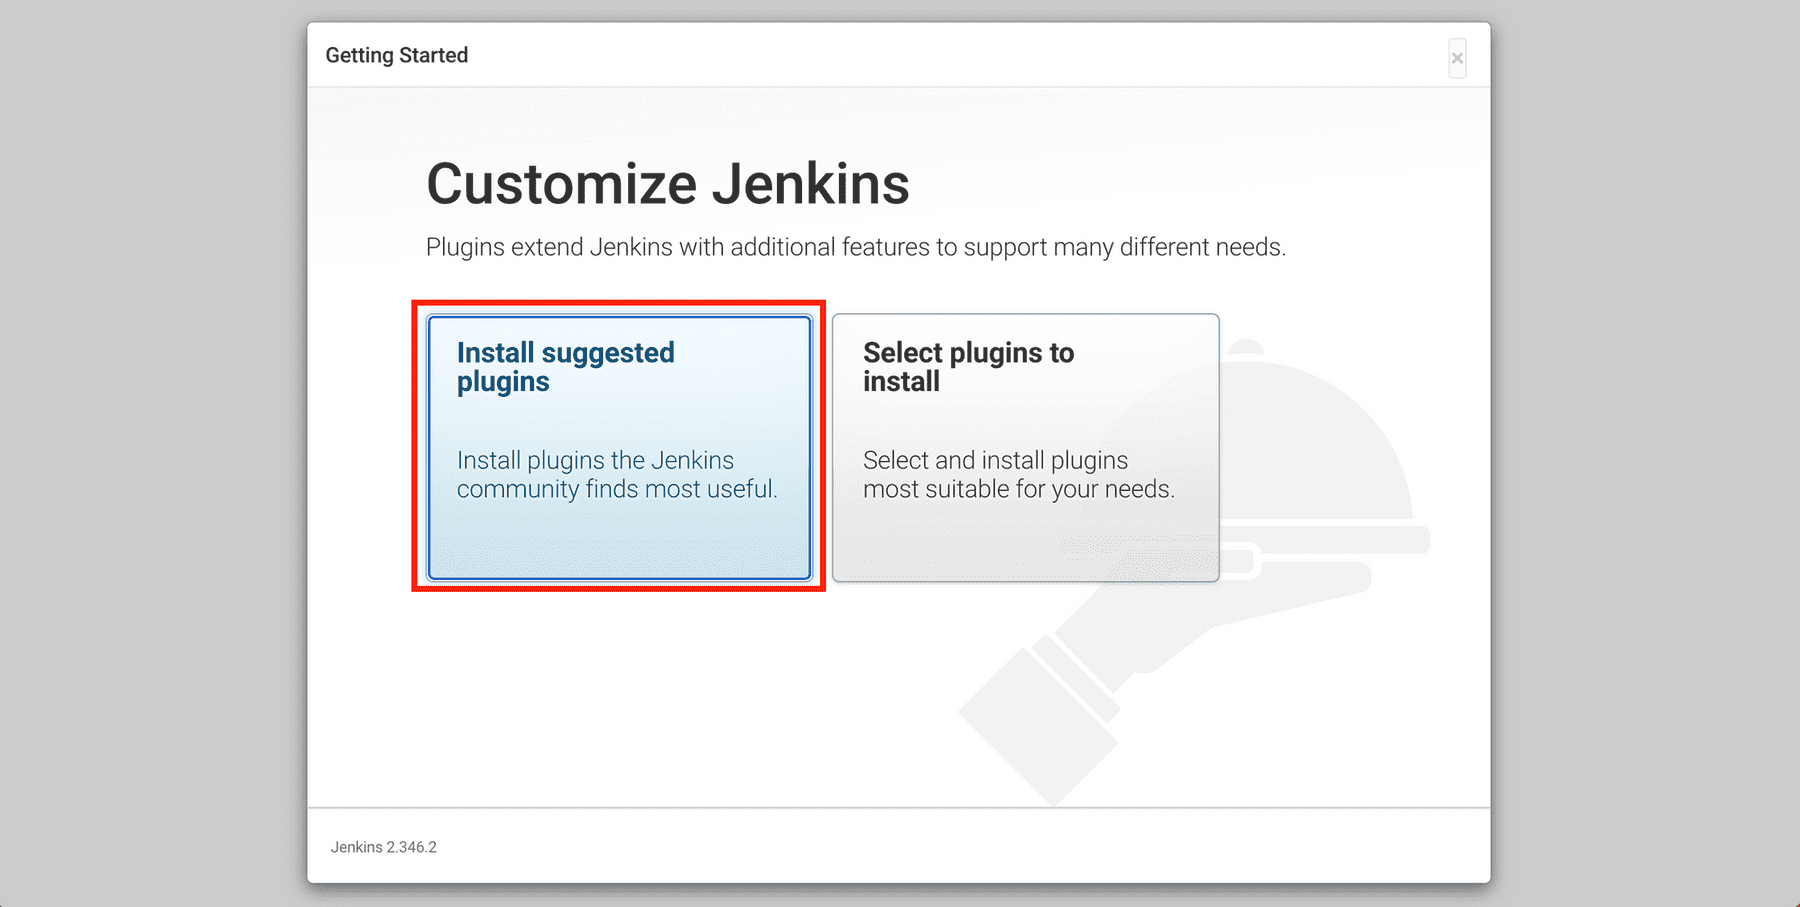 Getting Started
×
Customize Jenkins
Plugins extend Jenkins with additional features to support many different needs.
Install suggested
plugins
Install plugins the Jenkins
community finds most useful.
Select plugins to
install
Select and install plugins
most suitable for your needs.
Jenkins 2.346.2